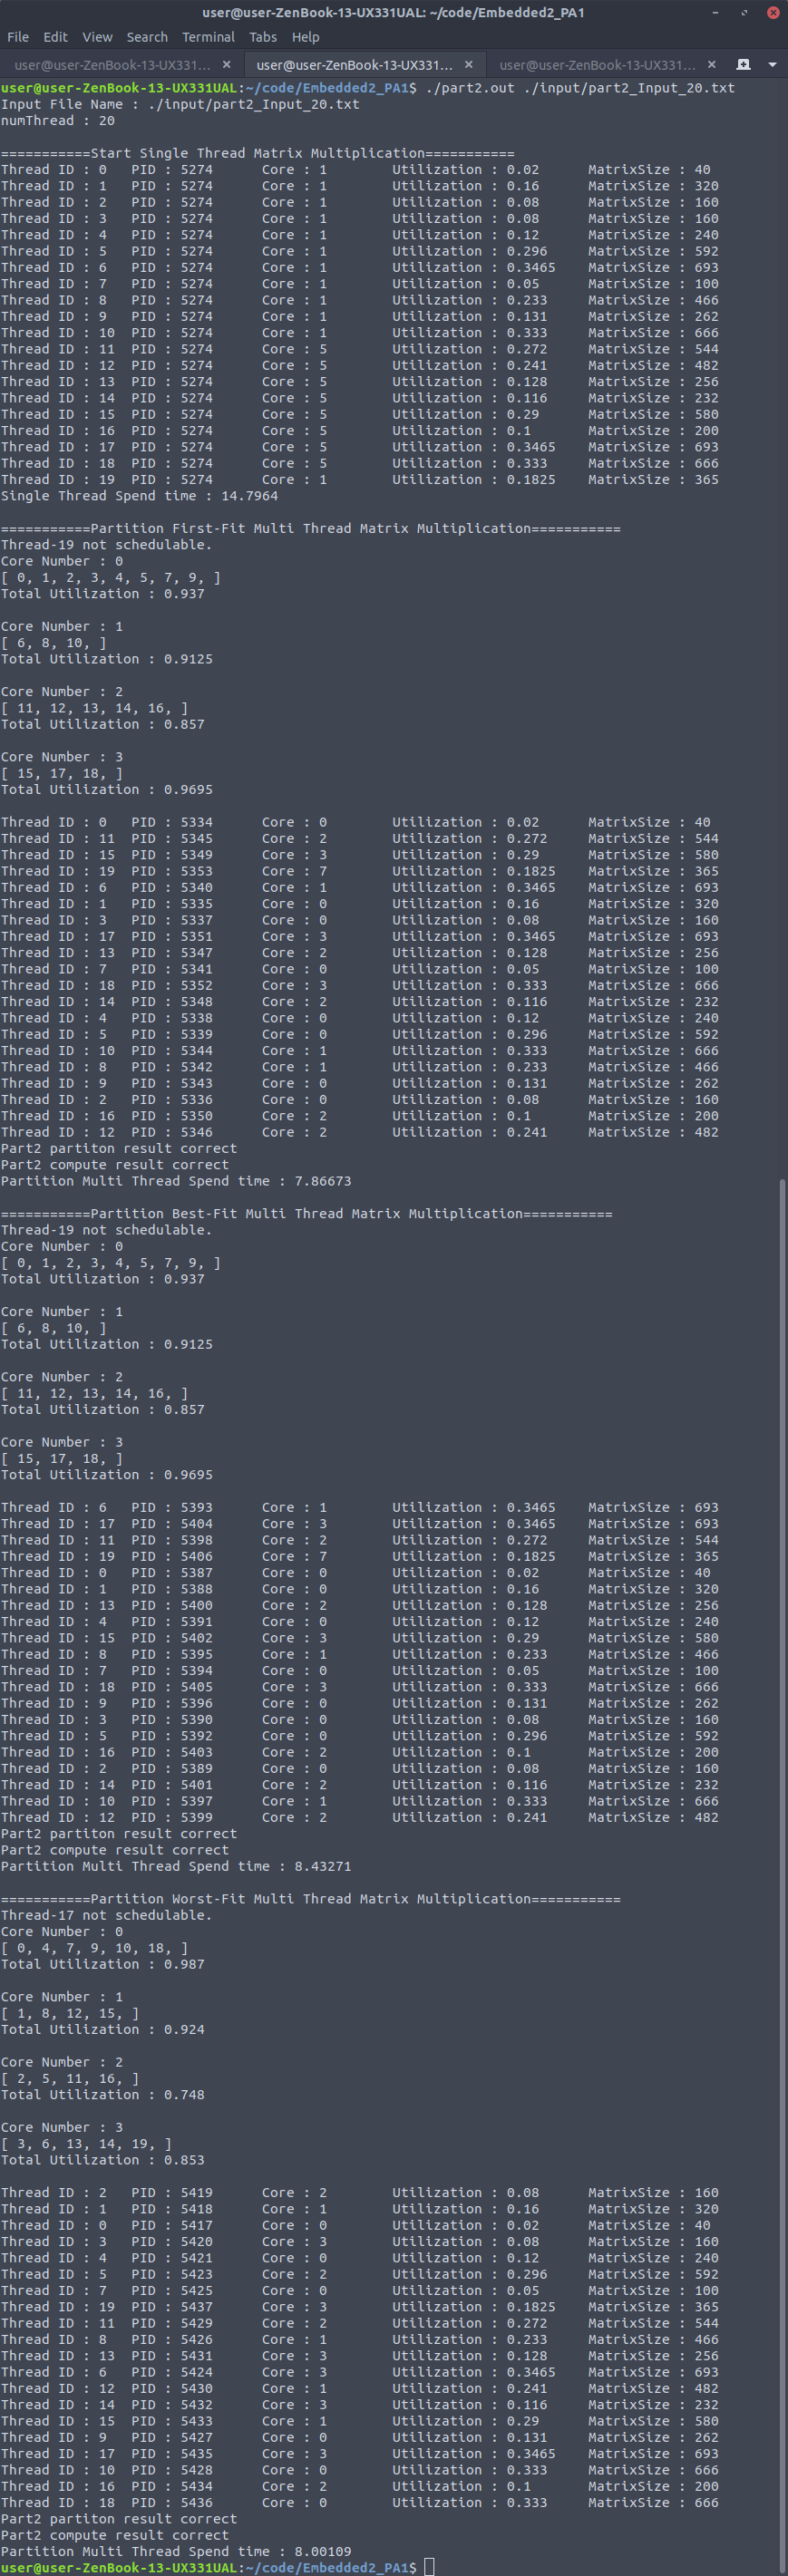 user@user-ZenBook-13-UX331UAL: ~/code/Embedded2_PA1
File Edit View Search Terminal Tabs Help
user@user-ZenBook-13-UX331... × user@user-ZenBook-13-UX331... × user@user-ZenBook-13-UX331... ×
user@user-ZenBook-13-UX331UAL:~/code/Embedded2_PA1$ ./part2.out ./input/part2_Input_20.txt
Input File Name : ./input/part2_Input_20.txt
numThread : 20
===========Start Single Thread Matrix Multiplication===========
Thread ID : 0 PID : 5274 Core : 1 Utilization : 0.02 MatrixSize : 40
Thread ID : 1 PID : 5274 Core : 1 Utilization : 0.16 MatrixSize : 320
Thread ID : 2 PID : 5274 Core : 1 Utilization : 0.08 MatrixSize : 160
Thread ID : 3 PID : 5274 Core : 1 Utilization : 0.08 MatrixSize : 160
Thread ID : 4 PID : 5274 Core : 1 Utilization : 0.12 MatrixSize : 240
Thread ID : 5 PID : 5274 Core : 1 Utilization : 0.296 MatrixSize : 592
Thread ID : 6 PID : 5274 Core : 1 Utilization : 0.3465 MatrixSize : 693
Thread ID : 7 PID : 5274 Core : 1 Utilization : 0.05 MatrixSize : 100
Thread ID : 8 PID : 5274 Core : 1 Utilization : 0.233 MatrixSize : 466
Thread ID : 9 PID : 5274 Core : 1 Utilization : 0.131 MatrixSize : 262
Thread ID : 10 PID : 5274 Core : 1 Utilization : 0.333 MatrixSize : 666
Thread ID : 11 PID : 5274 Core : 5 Utilization : 0.272 MatrixSize : 544
Thread ID : 12 PID : 5274 Core : 5 Utilization : 0.241 MatrixSize : 482
Thread ID : 13 PID : 5274 Core : 5 Utilization : 0.128 MatrixSize : 256
Thread ID : 14 PID : 5274 Core : 5 Utilization : 0.116 MatrixSize : 232
Thread ID : 15 PID : 5274 Core : 5 Utilization : 0.29 MatrixSize : 580
Thread ID : 16 PID : 5274 Core : 5 Utilization : 0.1 MatrixSize : 200
Thread ID : 17 PID : 5274 Core : 5 Utilization : 0.3465 MatrixSize : 693
Thread ID : 18 PID : 5274 Core : 5 Utilization : 0.333 MatrixSize : 666
Thread ID : 19 PID : 5274 Core : 1 Utilization : 0.1825 MatrixSize : 365
Single Thread Spend time : 14.7964
===========Partition First-Fit Multi Thread Matrix Multiplication===========
Thread-19 not schedulable.
Core Number : 0
[ 0, 1, 2, 3, 4, 5, 7, 9, ]
Total Utilization : 0.937
Core Number : 1
[ 6, 8, 10, ]
Total Utilization : 0.9125
Core Number : 2
[ 11, 12, 13, 14, 16, ]
Total Utilization : 0.857
Core Number : 3
[ 15, 17, 18, ]
Total Utilization : 0.9695
Thread ID : 0 PID : 5334 Core : 0 Utilization : 0.02 MatrixSize : 40
Thread ID : 11 PID : 5345 Core : 2 Utilization : 0.272 MatrixSize : 544
Thread ID : 15 PID : 5349 Core : 3 Utilization : 0.29 MatrixSize : 580
Thread ID : 19 PID : 5353 Core : 7 Utilization : 0.1825 MatrixSize : 365
Thread ID : 6 PID : 5340 Core : 1 Utilization : 0.3465 MatrixSize : 693
Thread ID : 1 PID : 5335 Core : 0 Utilization : 0.16 MatrixSize : 320
Thread ID : 3 PID : 5337 Core : 0 Utilization : 0.08 MatrixSize : 160
Thread ID : 17 PID : 5351 Core : 3 Utilization : 0.3465 MatrixSize : 693
Thread ID : 13 PID : 5347 Core : 2 Utilization : 0.128 MatrixSize : 256
Thread ID : 7 PID : 5341 Core : 0 Utilization : 0.05 MatrixSize : 100
Thread ID : 18 PID : 5352 Core : 3 Utilization : 0.333 MatrixSize : 666
Thread ID : 14 PID : 5348 Core : 2 Utilization : 0.116 MatrixSize : 232
Thread ID : 4 PID : 5338 Core : 0 Utilization : 0.12 MatrixSize : 240
Thread ID : 5 PID : 5339 Core : 0 Utilization : 0.296 MatrixSize : 592
Thread ID : 10 PID : 5344 Core : 1 Utilization : 0.333 MatrixSize : 666
Thread ID : 8 PID : 5342 Core : 1 Utilization : 0.233 MatrixSize : 466
Thread ID : 9 PID : 5343 Core : 0 Utilization : 0.131 MatrixSize : 262
Thread ID : 2 PID : 5336 Core : 0 Utilization : 0.08 MatrixSize : 160
Thread ID : 16 PID : 5350 Core : 2 Utilization : 0.1 MatrixSize : 200
Thread ID : 12 PID : 5346 Core : 2 Utilization : 0.241 MatrixSize : 482
Part2 partiton result correct
Part2 compute result correct
Partition Multi Thread Spend time : 7.86673
===========Partition Best-Fit Multi Thread Matrix Multiplication===========
Thread-19 not schedulable.
Core Number : 0
[ 0, 1, 2, 3, 4, 5, 7, 9, ]
Total Utilization : 0.937
Core Number : 1
[ 6, 8, 10, ]
Total Utilization : 0.9125
Core Number : 2
[ 11, 12, 13, 14, 16, ]
Total Utilization : 0.857
Core Number : 3
[ 15, 17, 18, ]
Total Utilization : 0.9695
Thread ID : 6 PID : 5393 Core : 1 Utilization : 0.3465 MatrixSize : 693
Thread ID : 17 PID : 5404 Core : 3 Utilization : 0.3465 MatrixSize : 693
Thread ID : 11 PID : 5398 Core : 2 Utilization : 0.272 MatrixSize : 544
Thread ID : 19 PID : 5406 Core : 7 Utilization : 0.1825 MatrixSize : 365
Thread ID : 0 PID : 5387 Core : 0 Utilization : 0.02 MatrixSize : 40
Thread ID : 1 PID : 5388 Core : 0 Utilization : 0.16 MatrixSize : 320
Thread ID : 13 PID : 5400 Core : 2 Utilization : 0.128 MatrixSize : 256
Thread ID : 4 PID : 5391 Core : 0 Utilization : 0.12 MatrixSize : 240
Thread ID : 15 PID : 5402 Core : 3 Utilization : 0.29 MatrixSize : 580
Thread ID : 8 PID : 5395 Core : 1 Utilization : 0.233 MatrixSize : 466
Thread ID : 7 PID : 5394 Core : 0 Utilization : 0.05 MatrixSize : 100
Thread ID : 18 PID : 5405 Core : 3 Utilization : 0.333 MatrixSize : 666
Thread ID : 9 PID : 5396 Core : 0 Utilization : 0.131 MatrixSize : 262
Thread ID : 3 PID : 5390 Core : 0 Utilization : 0.08 MatrixSize : 160
Thread ID : 5 PID : 5392 Core : 0 Utilization : 0.296 MatrixSize : 592
Thread ID : 16 PID : 5403 Core : 2 Utilization : 0.1 MatrixSize : 200
Thread ID : 2 PID : 5389 Core : 0 Utilization : 0.08 MatrixSize : 160
Thread ID : 14 PID : 5401 Core : 2 Utilization : 0.116 MatrixSize : 232
Thread ID : 10 PID : 5397 Core : 1 Utilization : 0.333 MatrixSize : 666
Thread ID : 12 PID : 5399 Core : 2 Utilization : 0.241 MatrixSize : 482
Part2 partiton result correct
Part2 compute result correct
Partition Multi Thread Spend time : 8.43271
===========Partition Worst-Fit Multi Thread Matrix Multiplication===========
Thread-17 not schedulable.
Core Number : 0
[ 0, 4, 7, 9, 10, 18, ]
Total Utilization : 0.987
Core Number : 1
[ 1, 8, 12, 15, ]
Total Utilization : 0.924
Core Number : 2
[ 2, 5, 11, 16, ]
Total Utilization : 0.748
Core Number : 3
[ 3, 6, 13, 14, 19, ]
Total Utilization : 0.853
Thread ID : 2 PID : 5419 Core : 2 Utilization : 0.08 MatrixSize : 160
Thread ID : 1 PID : 5418 Core : 1 Utilization : 0.16 MatrixSize : 320
Thread ID : 0 PID : 5417 Core : 0 Utilization : 0.02 MatrixSize : 40
Thread ID : 3 PID : 5420 Core : 3 Utilization : 0.08 MatrixSize : 160
Thread ID : 4 PID : 5421 Core : 0 Utilization : 0.12 MatrixSize : 240
Thread ID : 5 PID : 5423 Core : 2 Utilization : 0.296 MatrixSize : 592
Thread ID : 7 PID : 5425 Core : 0 Utilization : 0.05 MatrixSize : 100
Thread ID : 19 PID : 5437 Core : 3 Utilization : 0.1825 MatrixSize : 365
Thread ID : 11 PID : 5429 Core : 2 Utilization : 0.272 MatrixSize : 544
Thread ID : 8 PID : 5426 Core : 1 Utilization : 0.233 MatrixSize : 466
Thread ID : 13 PID : 5431 Core : 3 Utilization : 0.128 MatrixSize : 256
Thread ID : 6 PID : 5424 Core : 3 Utilization : 0.3465 MatrixSize : 693
Thread ID : 12 PID : 5430 Core : 1 Utilization : 0.241 MatrixSize : 482
Thread ID : 14 PID : 5432 Core : 3 Utilization : 0.116 MatrixSize : 232
Thread ID : 15 PID : 5433 Core : 1 Utilization : 0.29 MatrixSize : 580
Thread ID : 9 PID : 5427 Core : 0 Utilization : 0.131 MatrixSize : 262
Thread ID : 17 PID : 5435 Core : 3 Utilization : 0.3465 MatrixSize : 693
Thread ID : 10 PID : 5428 Core : 0 Utilization : 0.333 MatrixSize : 666
Thread ID : 16 PID : 5434 Core : 2 Utilization : 0.1 MatrixSize : 200
Thread ID : 18 PID : 5436 Core : 0 Utilization : 0.333 MatrixSize : 666
Part2 partiton result correct
Part2 compute result correct
Partition Multi Thread Spend time : 8.00109
user@user-ZenBook-13-UX331UAL:~/code/Embedded2_PA1$